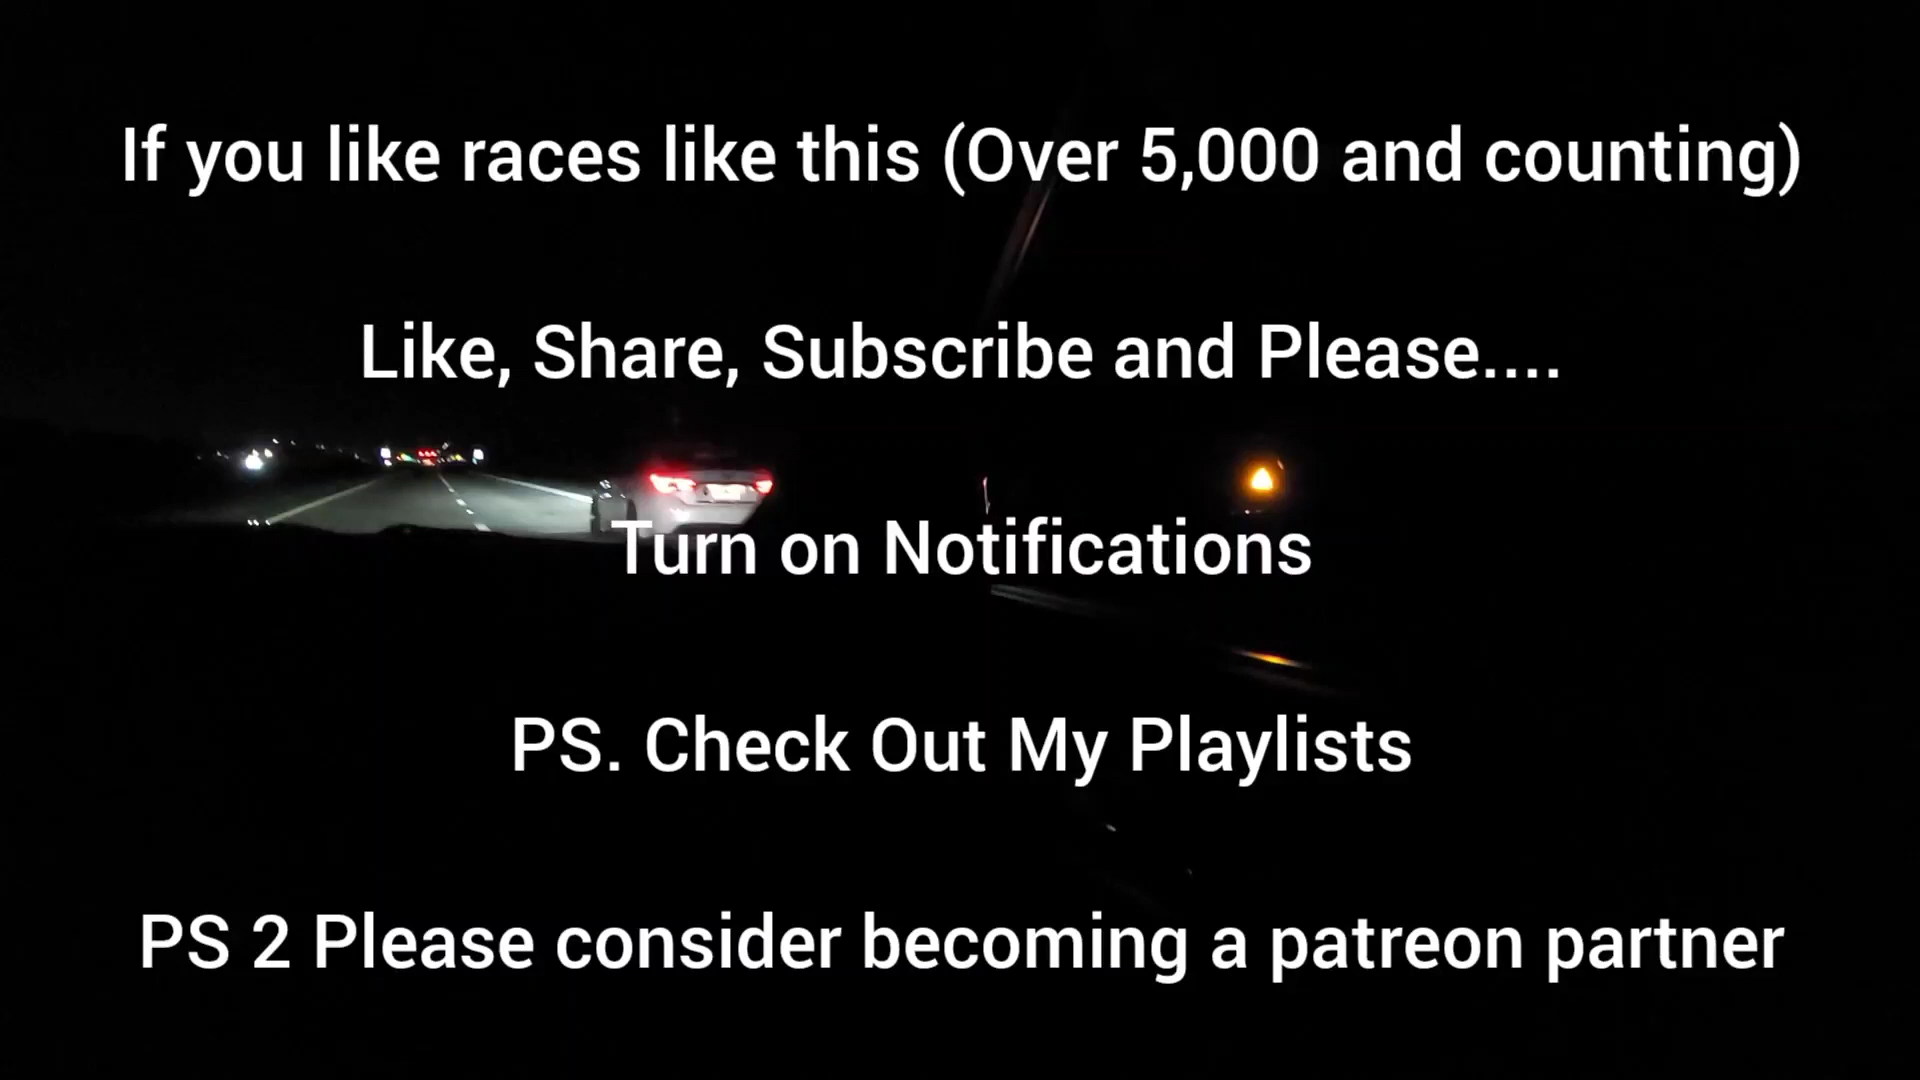 If you like races like this (Over 5,000 and counting)
Like, Share, Subscribe and Please....
Turn on Notifications
PS. Check Out My Playlists
PS 2 Please consider becoming a patreon partner